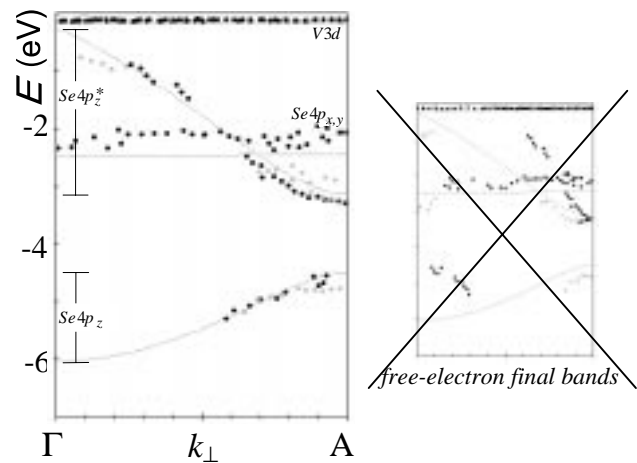 E (eV)
V3d
Se4p*z
Se4px,y
-2
-4
Se4pz
-6
Γ k⊥ A
free-electron final bands